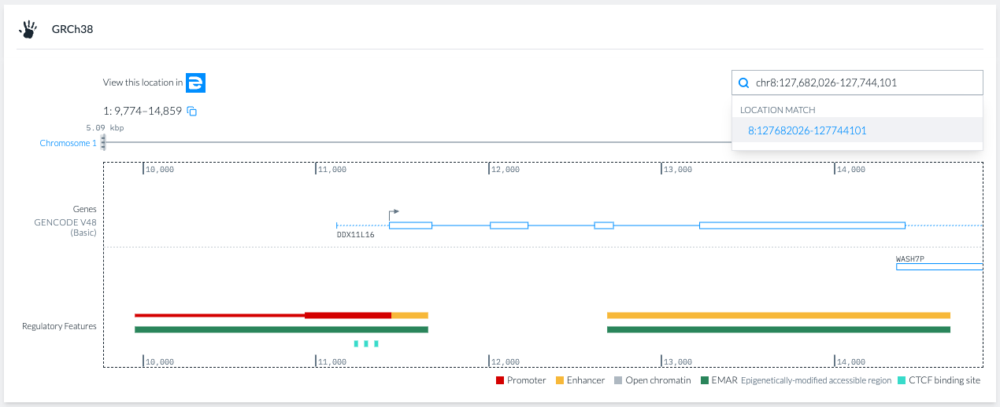 GRCh38
View this location in
chr8:127,682,026-127,744,101
1: 9,774–14,859
LOCATION MATCH
5.09 kbp
8:127682026-127744101
Chromosome 1
10,000 11,000 12,000 13,000 14,000
Genes
GENCODE V48
(Basic)
DDX11L16
WASH7P
Regulatory Features
10,000 11,000 12,000 13,000 14,000
Promoter Enhancer Open chromatin EMAR Epigenetically-modified accessible region CTCF binding site